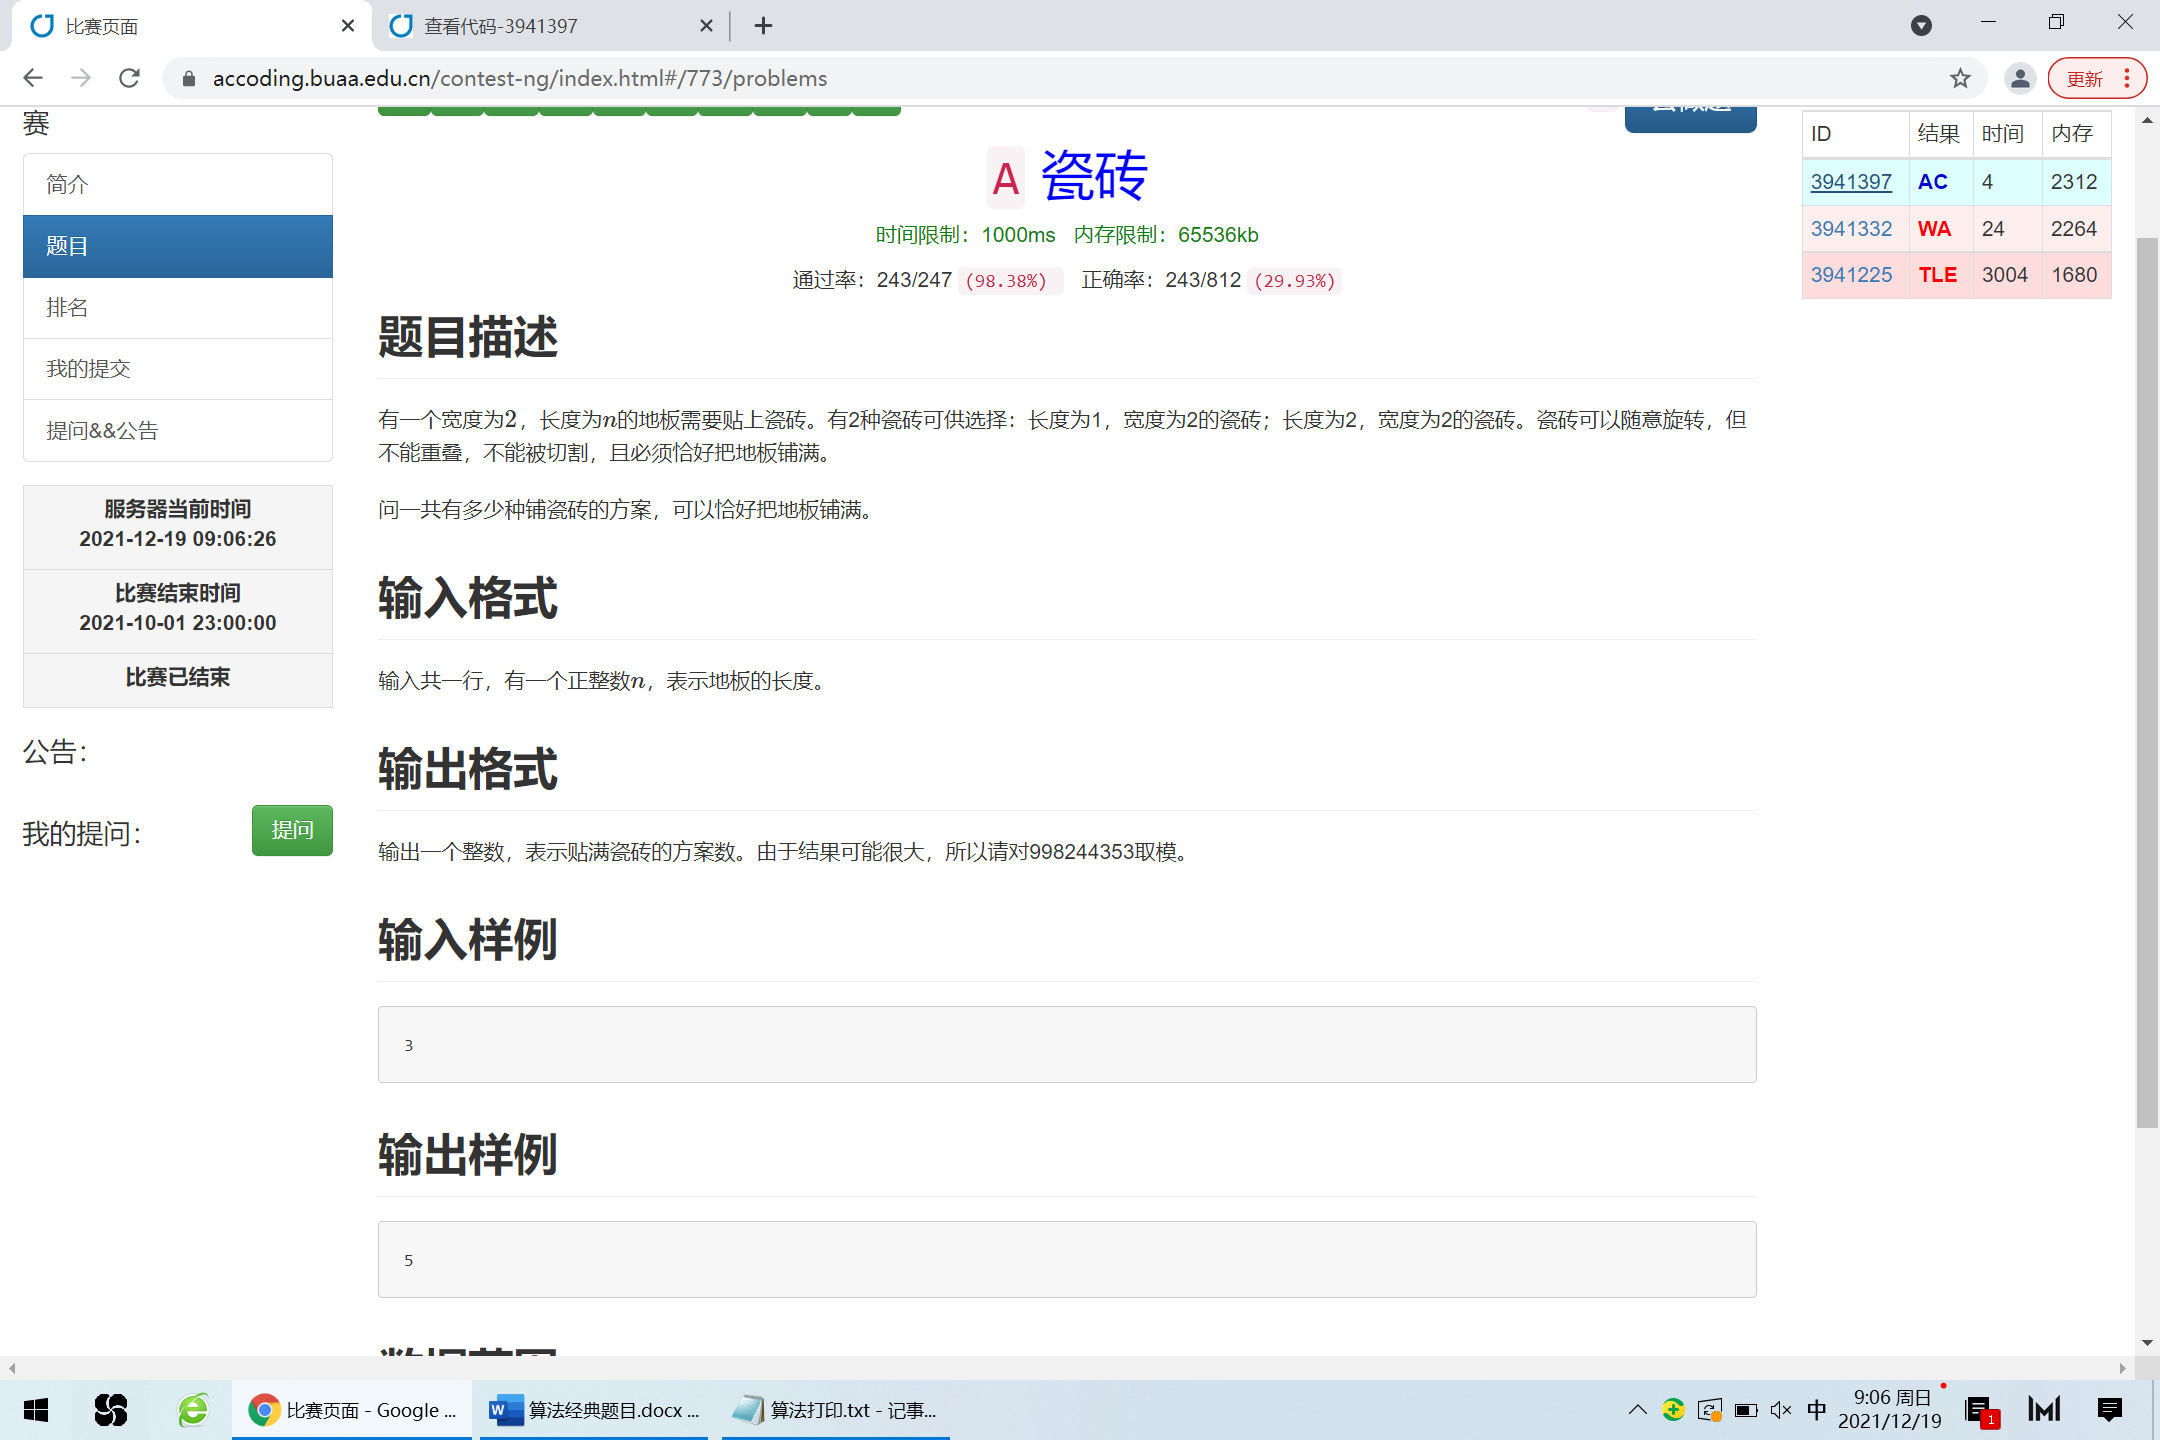 比赛页面
查看代码-3941397
accoding.buaa.edu.cn/contest-ng/index.html#/773/problems
更新
赛
简介
题目
排名
我的提交
提问&&公告
服务器当前时间
2021-12-19 09:06:26
比赛结束时间
2021-10-01 23:00:00
比赛已结束
公告：
我的提问：
提问
A 瓷砖
时间限制：1000ms 内存限制：65536kb
通过率：243/247 (98.38%) 正确率：243/812 (29.93%)
题目描述
有一个宽度为2，长度为n的地板需要贴上瓷砖。有2种瓷砖可供选择：长度为1，宽度为2的瓷砖；长度为2，宽度为2的瓷砖。瓷砖可以随意旋转，但
不能重叠，不能被切割，且必须恰好把地板铺满。
问一共有多少种铺瓷砖的方案，可以恰好把地板铺满。
输入格式
输入共一行，有一个正整数n，表示地板的长度。
输出格式
输出一个整数，表示贴满瓷砖的方案数。由于结果可能很大，所以请对998244353取模。
输入样例
3
输出样例
5
ID 结果 时间 内存
3941397 AC 4 2312
3941332 WA 24 2264
3941225 TLE 3004 1680
比赛页面 - Google ...
算法经典题目.docx ...
算法打印.txt - 记事...
中
9:06 周日
2021/12/19
1